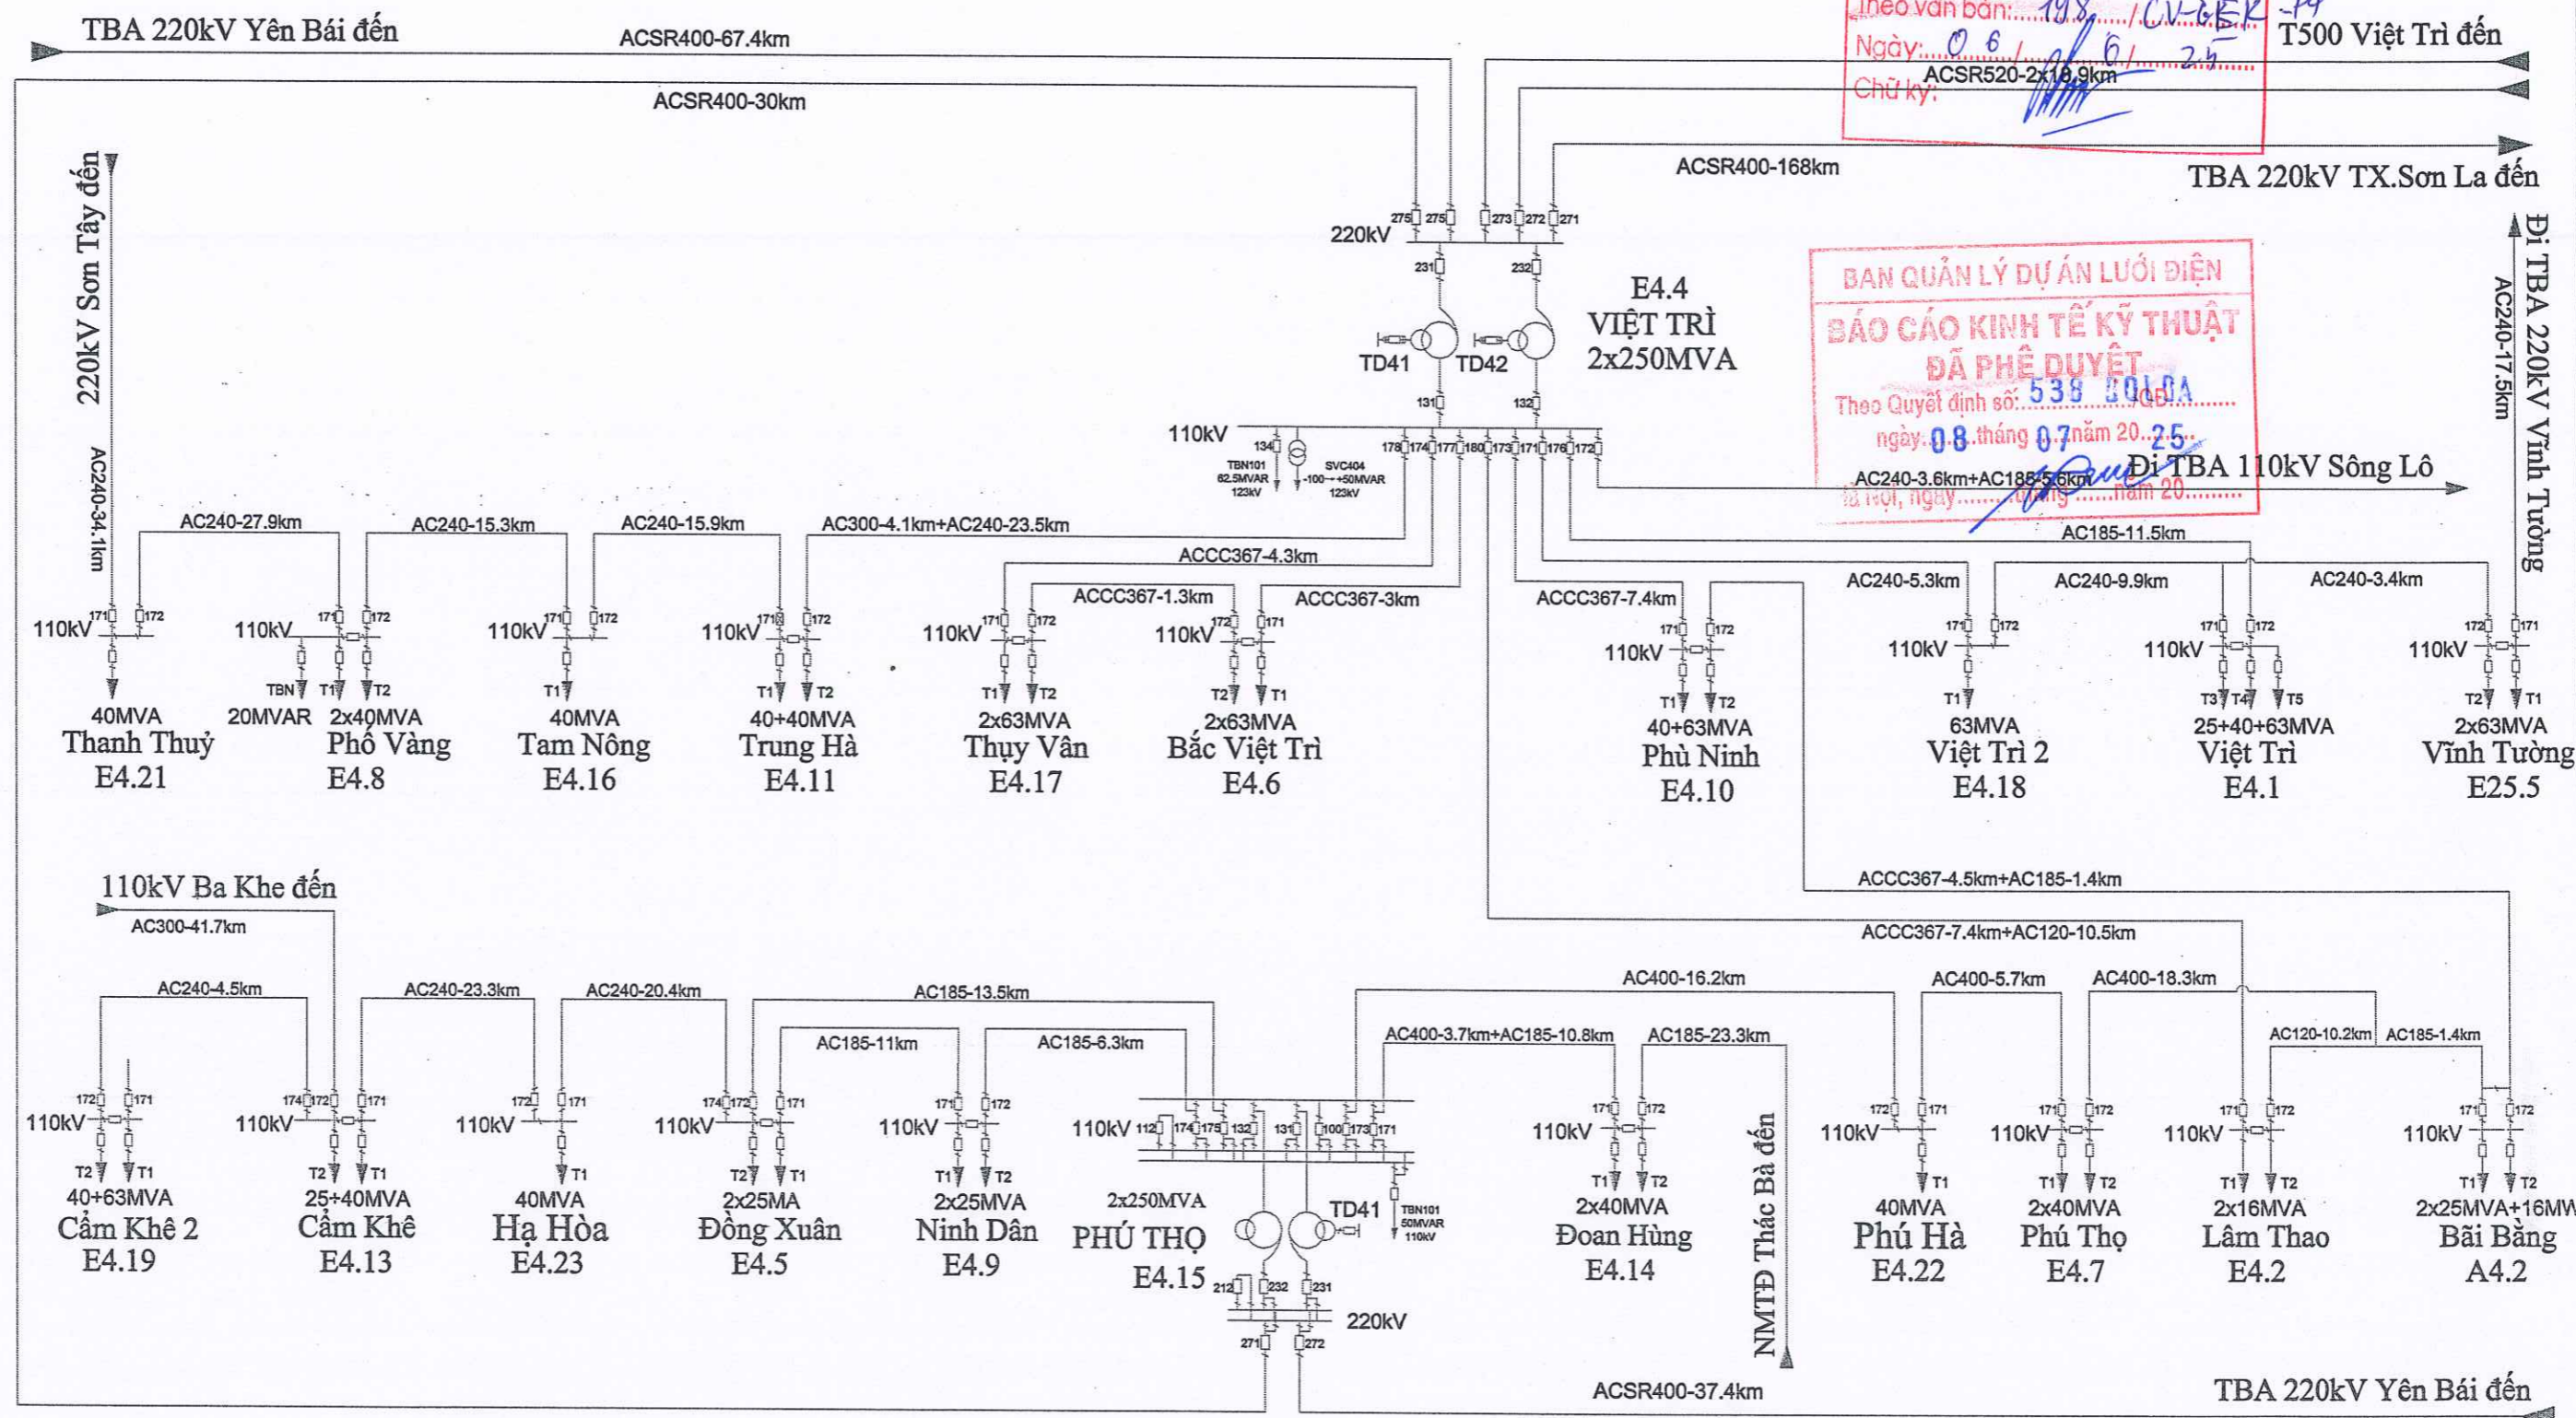 TBA 220kV Yên Bái đến
ACSR400-67.4km
ACSR400-30km
Theo văn bản: 198 /CV-
Ngày: 06 / 6 / 25
Chữ ký:
T500 Việt Trì đến
ACSR520-2x18.9km
ACSR400-168km
TBA 220kV TX.Sơn La đến
220kV Sơn Tây đến
AC240-34.1km
275 275 273 272 271
220kV
231 232
E4.4
VIỆT TRÌ
2x250MVA
TD41 TD42
131 132
BAN QUẢN LÝ DỰ ÁN LƯỚI ĐIỆN
BÁO CÁO KINH TẾ KỸ THUẬT
ĐÃ PHÊ DUYỆT
Theo Quyết định số: 538
ngày 08 tháng 07 năm 20 25
Hà Nội, ngày tháng năm 20
Đi TBA 220kV Vĩnh Tường
AC240-17.5km
110kV
134
178 174 177 180 173 171 176 172
TBN101
62.5MVAR
123kV
SVC404
-100~+50MVAR
123kV
AC240-3.6km+AC185-5.6km
Đi TBA 110kV Sông Lô
AC240-27.9km
AC240-15.3km
AC240-15.9km
AC300-4.1km+AC240-23.5km
AC185-11.5km
ACCC367-4.3km
ACCC367-1.3km
ACCC367-3km
ACCC367-7.4km
AC240-5.3km
AC240-9.9km
AC240-3.4km
110kV 171 172
40MVA
Thanh Thuỷ
E4.21
110kV 171 172
TBN T1 T2
20MVAR 2x40MVA
Phố Vàng
E4.8
110kV 171 172
T1
40MVA
Tam Nông
E4.16
110kV 171 172
T1 T2
40+40MVA
Trung Hà
E4.11
110kV 171 172
T1 T2
2x63MVA
Thụy Vân
E4.17
110kV 172 171
T2 T1
2x63MVA
Bắc Việt Trì
E4.6
110kV 171 172
T1 T2
40+63MVA
Phù Ninh
E4.10
110kV 171 172
T1
63MVA
Việt Trì 2
E4.18
110kV 171 172
T3 T4 T5
25+40+63MVA
Việt Trì
E4.1
110kV 172 171
T2 T1
2x63MVA
Vĩnh Tường
E25.5
110kV Ba Khe đến
AC300-41.7km
ACCC367-4.5km+AC185-1.4km
ACCC367-7.4km+AC120-10.5km
AC240-4.5km
AC240-23.3km
AC240-20.4km
AC185-13.5km
AC185-11km
AC185-6.3km
AC400-16.2km
AC400-5.7km
AC400-18.3km
AC400-3.7km+AC185-10.8km
AC185-23.3km
AC120-10.2km
AC185-1.4km
110kV 172 171
T2 T1
40+63MVA
Cẩm Khê 2
E4.19
110kV 174 172 171
T2 T1
25+40MVA
Cẩm Khê
E4.13
110kV 172 171
T1
40MVA
Hạ Hòa
E4.23
110kV 174 172 171
T2 T1
2x25MA
Đồng Xuân
E4.5
110kV 171 172
T1 T2
2x25MVA
Ninh Dân
E4.9
110kV 112 174 175 132 131 100 173 171
2x250MVA
PHÚ THỌ
E4.15
TD41
TBN101
50MVAR
110kV
212 232 231
220kV
271 272
110kV 171 172
T1 T2
2x40MVA
Đoan Hùng
E4.14
NMTĐ Thác Bà đến
110kV 172 171
T1
40MVA
Phú Hà
E4.22
110kV 171 172
T1 T2
2x40MVA
Phú Thọ
E4.7
110kV 171 172
T1 T2
2x16MVA
Lâm Thao
E4.2
110kV 171 172
T1 T2
2x25MVA+16MW
Bãi Bằng
A4.2
ACSR400-37.4km
TBA 220kV Yên Bái đến